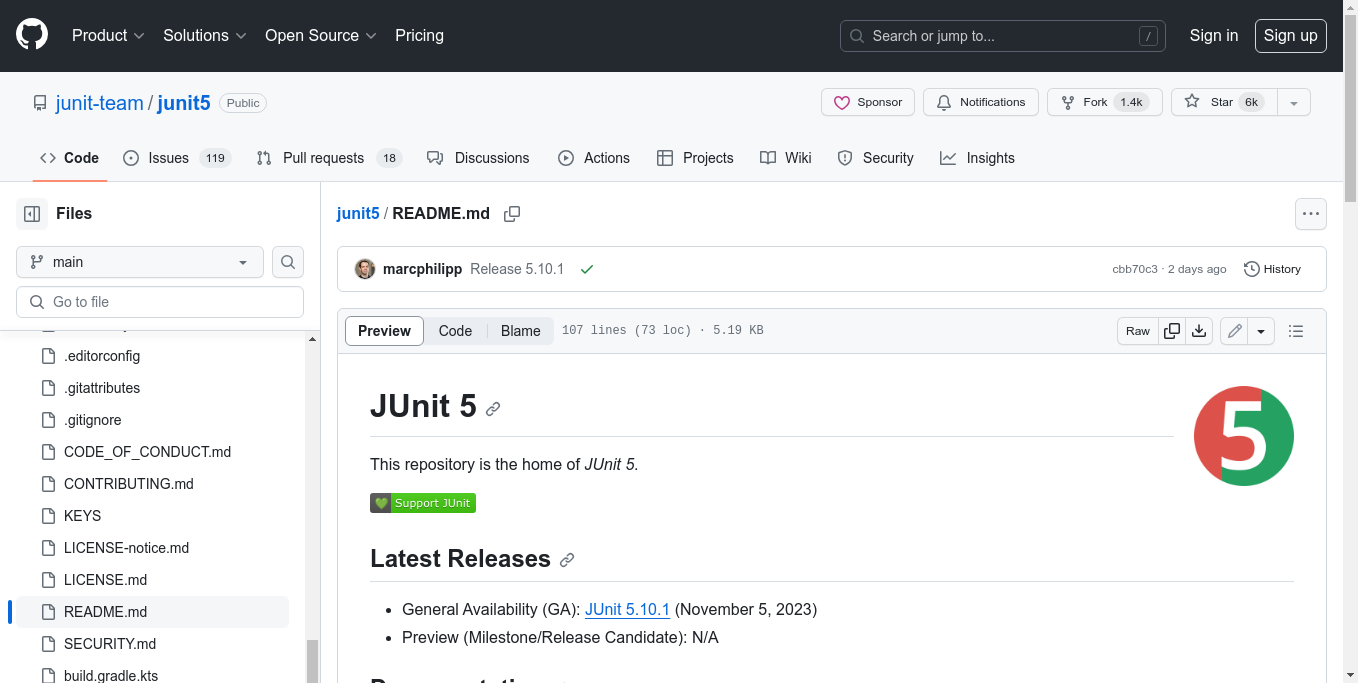 Product Solutions Open Source Pricing Search or jump to... / Sign in Sign up
junit-team / junit5 Public Sponsor Notifications Fork 1.4k Star 6k
Code Issues 119 Pull requests 18 Discussions Actions Projects Wiki Security Insights
Files
main
Go to file
.editorconfig
.gitattributes
.gitignore
CODE_OF_CONDUCT.md
CONTRIBUTING.md
KEYS
LICENSE-notice.md
LICENSE.md
README.md
SECURITY.md
build.gradle.kts
junit5 / README.md
marcphilipp Release 5.10.1 cbb70c3 · 2 days ago History
Preview Code Blame 107 lines (73 loc) · 5.19 KB Raw
JUnit 5
5
This repository is the home of JUnit 5.
Support JUnit
Latest Releases
• General Availability (GA): JUnit 5.10.1 (November 5, 2023)
• Preview (Milestone/Release Candidate): N/A